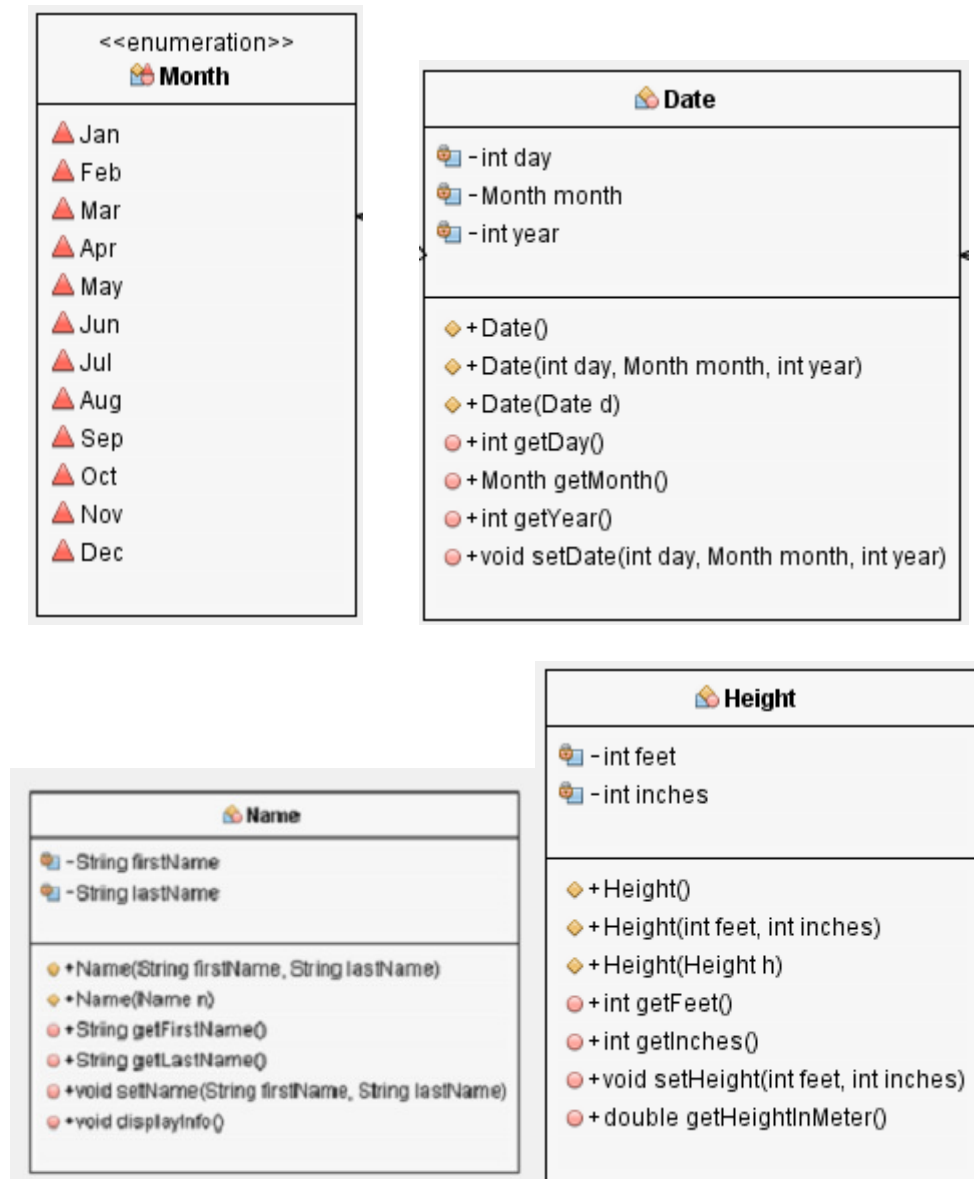 <<enumeration>>
Month
Jan
Feb
Mar
Apr
May
Jun
Jul
Aug
Sep
Oct
Nov
Dec
Date
-int day
-Month month
-int year
+Date()
+Date(int day, Month month, int year)
+Date(Date d)
+int getDay()
+Month getMonth()
+int getYear()
+void setDate(int day, Month month, int year)
Name
-String firstName
-String lastName
+Name(String firstName, String lastName)
+Name(Name n)
+String getFirstName()
+String getLastName()
+void setName(String firstName, String lastName)
+void displayInfo()
Height
-int feet
-int inches
+Height()
+Height(int feet, int inches)
+Height(Height h)
+int getFeet()
+int getInches()
+void setHeight(int feet, int inches)
+double getHeightInMeter()